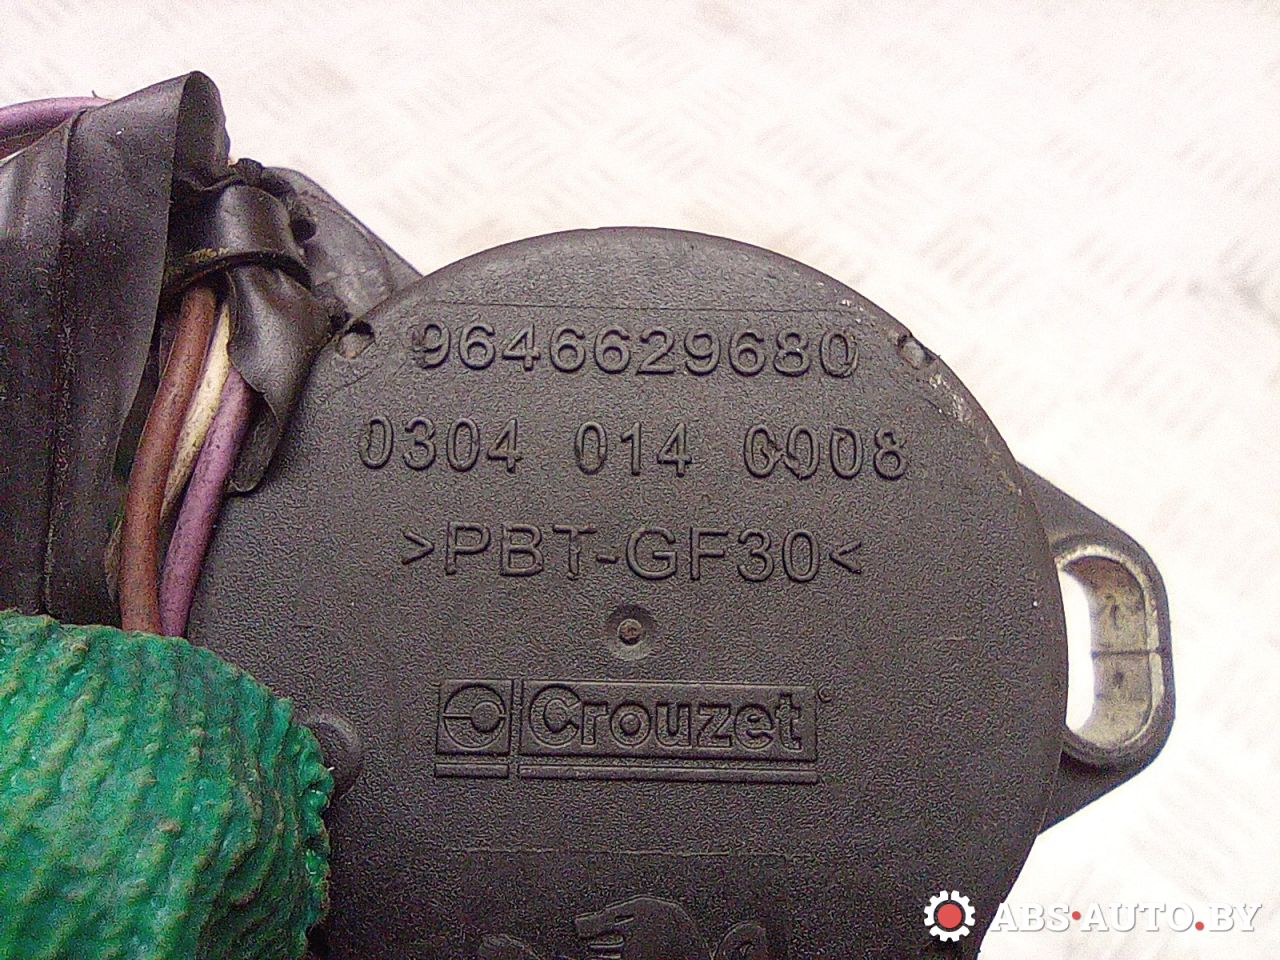 9646629680
0304 014 0008
>PBT-GF30<
Crouzet
ABS·AUTO.BY